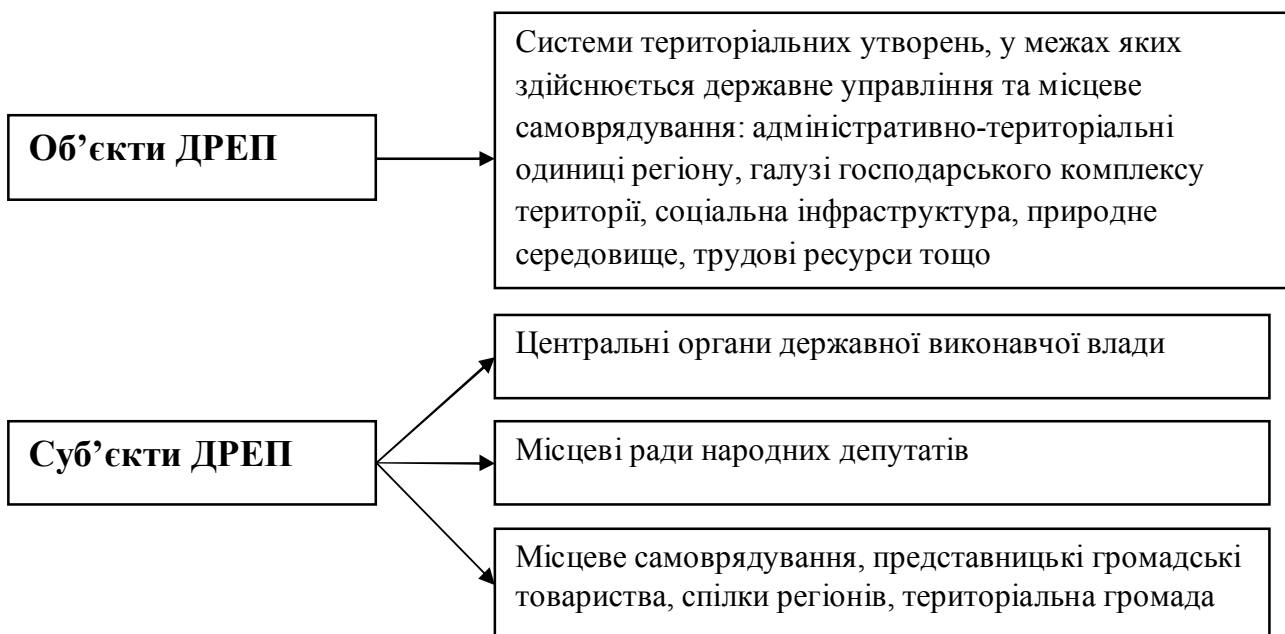 Системи територіальних утворень, у межах яких
здійснюється державне управління та місцеве
самоврядування: адміністративно-територіальні
одиниці регіону, галузі господарського комплексу
території, соціальна інфраструктура, природне
середовище, трудові ресурси тощо
Об’єкти ДРЕП
Центральні органи державної виконавчої влади
Суб’єкти ДРЕП
Місцеві ради народних депутатів
Місцеве самоврядування, представницькі громадські
товариства, спілки регіонів, територіальна громада